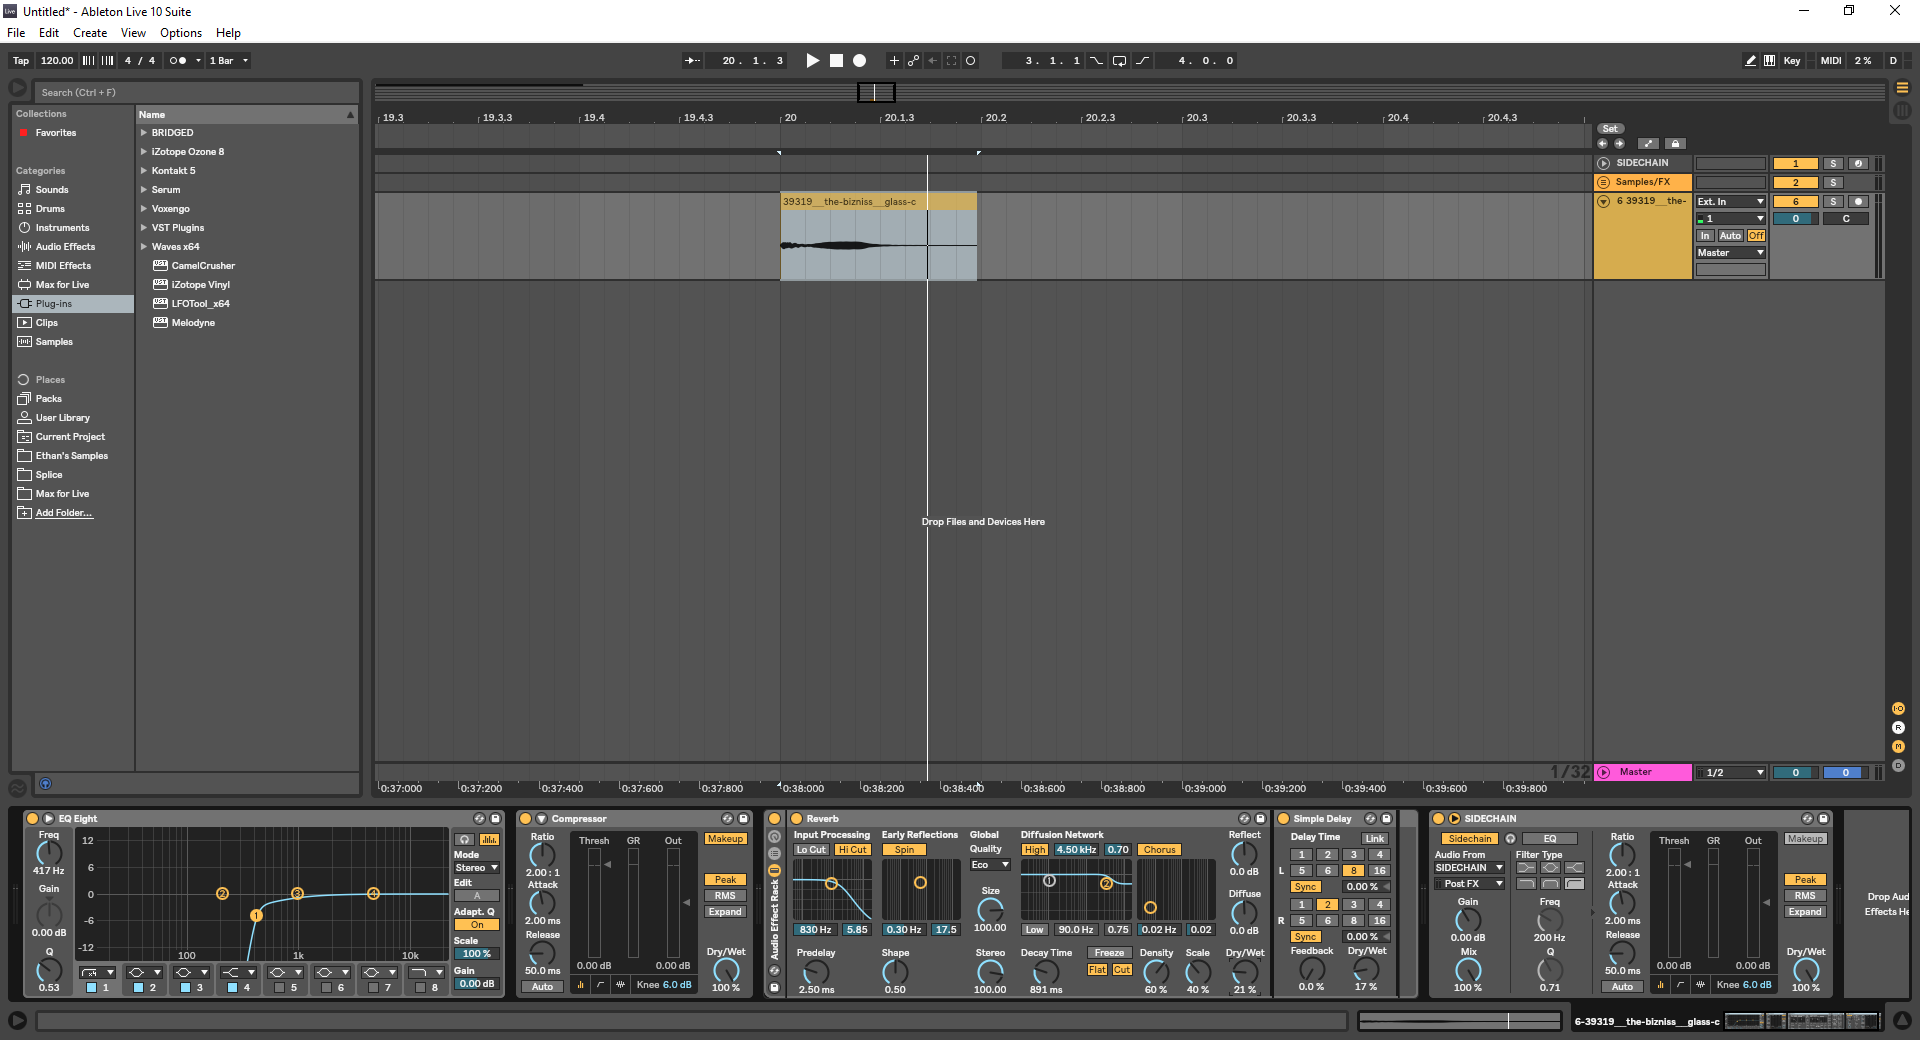 Untitled* - Ableton Live 10 Suite
File Edit Create View Options Help
Tap 120.00 4 / 4 1 Bar 20 . 1 . 3 3 . 1 . 1 4 . 0 . 0 Key MIDI 2 % D
Search (Ctrl + F)
Collections
Favorites
Categories
Sounds
Drums
Instruments
Audio Effects
MIDI Effects
Max for Live
Plug-ins
Clips
Samples
Places
Packs
User Library
Current Project
Ethan's Samples
Splice
Max for Live
Add Folder...
Name
BRIDGED
iZotope Ozone 8
Kontakt 5
Serum
Voxengo
VST Plugins
Waves x64
CamelCrusher
iZotope Vinyl
LFOTool_x64
Melodyne
19.3 19.3.3 19.4 19.4.3 20 20.1.3 20.2 20.2.3 20.3 20.3.3 20.4 20.4.3
39319__the-bizniss__glass-c
Drop Files and Devices Here
1/32
0:37:000 0:37:200 0:37:400 0:37:600 0:37:800 0:38:000 0:38:200 0:38:400 0:38:600 0:38:800 0:39:000 0:39:200 0:39:400 0:39:600 0:39:800
Set
SIDECHAIN 1 S
Samples/FX 2 S
6 39319__the- Ext. In 6 S
1 0 C
In Auto Off
Master
Master 1/2 0 0
R
M
D
EQ Eight
Freq
417 Hz
Gain
0.00 dB
Q
0.53
12
6
0
-6
-12
100 1k 10k
1 2 3 4
1 2 3 4 5 6 7 8
Mode
Stereo
Edit
A
Adapt. Q
On
Scale
100 %
Gain
0.00 dB
Compressor
Ratio
2.00 : 1
Attack
2.00 ms
Release
50.0 ms
Auto
Thresh GR Out
0.00 dB 0.00 dB
Knee 6.0 dB
Makeup
Peak
RMS
Expand
Dry/Wet
100 %
Audio Effect Rack
Reverb
Input Processing
Lo Cut Hi Cut
830 Hz 5.85
Predelay
2.50 ms
Early Reflections
Spin
0.30 Hz 17.5
Shape
0.50
Global
Quality
Eco
Size
100.00
Stereo
100.00
Diffusion Network
High 4.50 kHz 0.70 Chorus
1 2
Low 90.0 Hz 0.75 0.02 Hz 0.02
Decay Time
891 ms
Freeze
Flat Cut
Density
60 %
Scale
40 %
Reflect
0.0 dB
Diffuse
0.0 dB
Dry/Wet
21 %
Simple Delay
Delay Time Link
1 2 3 4
L 5 6 8 16
Sync 0.00 %
1 2 3 4
R 5 6 8 16
Sync 0.00 %
Feedback
0.0 %
Dry/Wet
17 %
SIDECHAIN
Sidechain EQ
Audio From
SIDECHAIN
Post FX
Gain
0.00 dB
Mix
100 %
Filter Type
Freq
200 Hz
Q
0.71
Ratio
2.00 : 1
Attack
2.00 ms
Release
50.0 ms
Auto
Thresh GR Out
0.00 dB 0.00 dB
Knee 6.0 dB
Makeup
Peak
RMS
Expand
Dry/Wet
100 %
Drop Aud
Effects He
6-39319__the-bizniss__glass-c